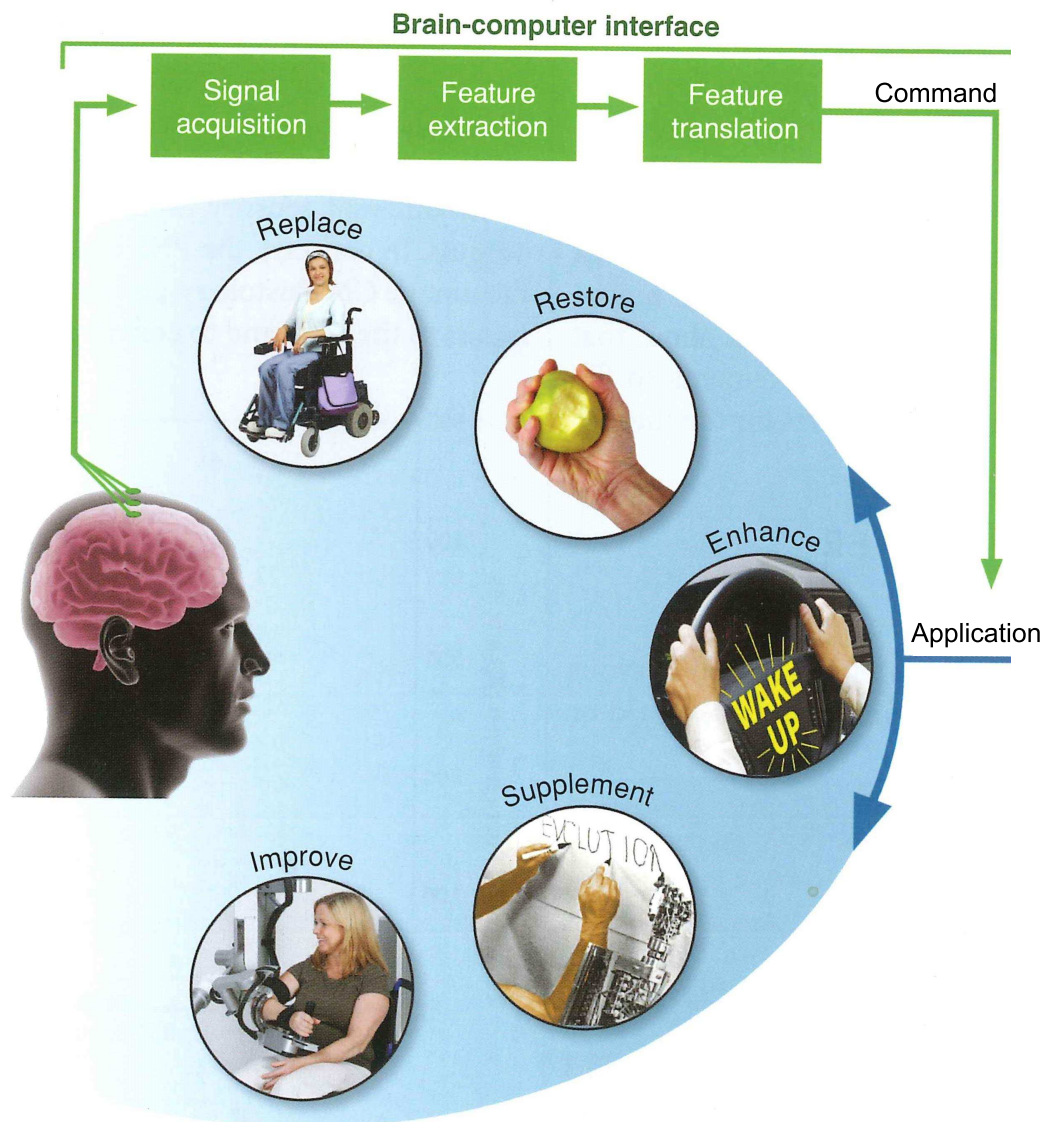 Brain-computer interface
Signal
acquisition
Feature
extraction
Feature
translation
Command
Replace
Restore
Enhance
WAKE
UP
Application
Supplement
Improve